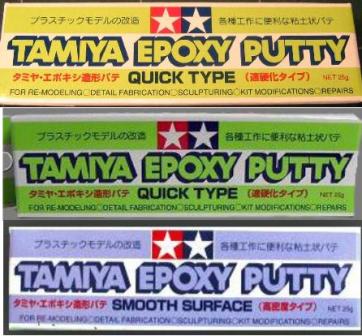 プラスチックモデルの改造 各種工作に便利な粘土状パテ
TAMIYA EPOXY PUTTY
タミヤ・エポキシ造形パテ QUICK TYPE (速硬化タイプ) NET 25g
FOR RE-MODELING○DETAIL FABRICATION○SCULPTURING○KIT MODIFICATIONS○REPAIRS
プラスチックモデルの改造 各種工作に便利な粘土状パテ
TAMIYA EPOXY PUTTY
タミヤ・エポキシ造形パテ QUICK TYPE (速硬化タイプ) NET 25g
FOR RE-MODELING○DETAIL FABRICATION○SCULPTURING○KIT MODIFICATIONS○REPAIRS
プラスチックモデルの改造 各種工作に便利な粘土状パテ
TAMIYA EPOXY PUTTY
タミヤ・エポキシ造形パテ SMOOTH SURFACE (高密度タイプ) NET 25g
FOR RE-MODELING○DETAIL FABRICATION○SCULPTURING○KIT MODIFICATIONS○REPAIRS